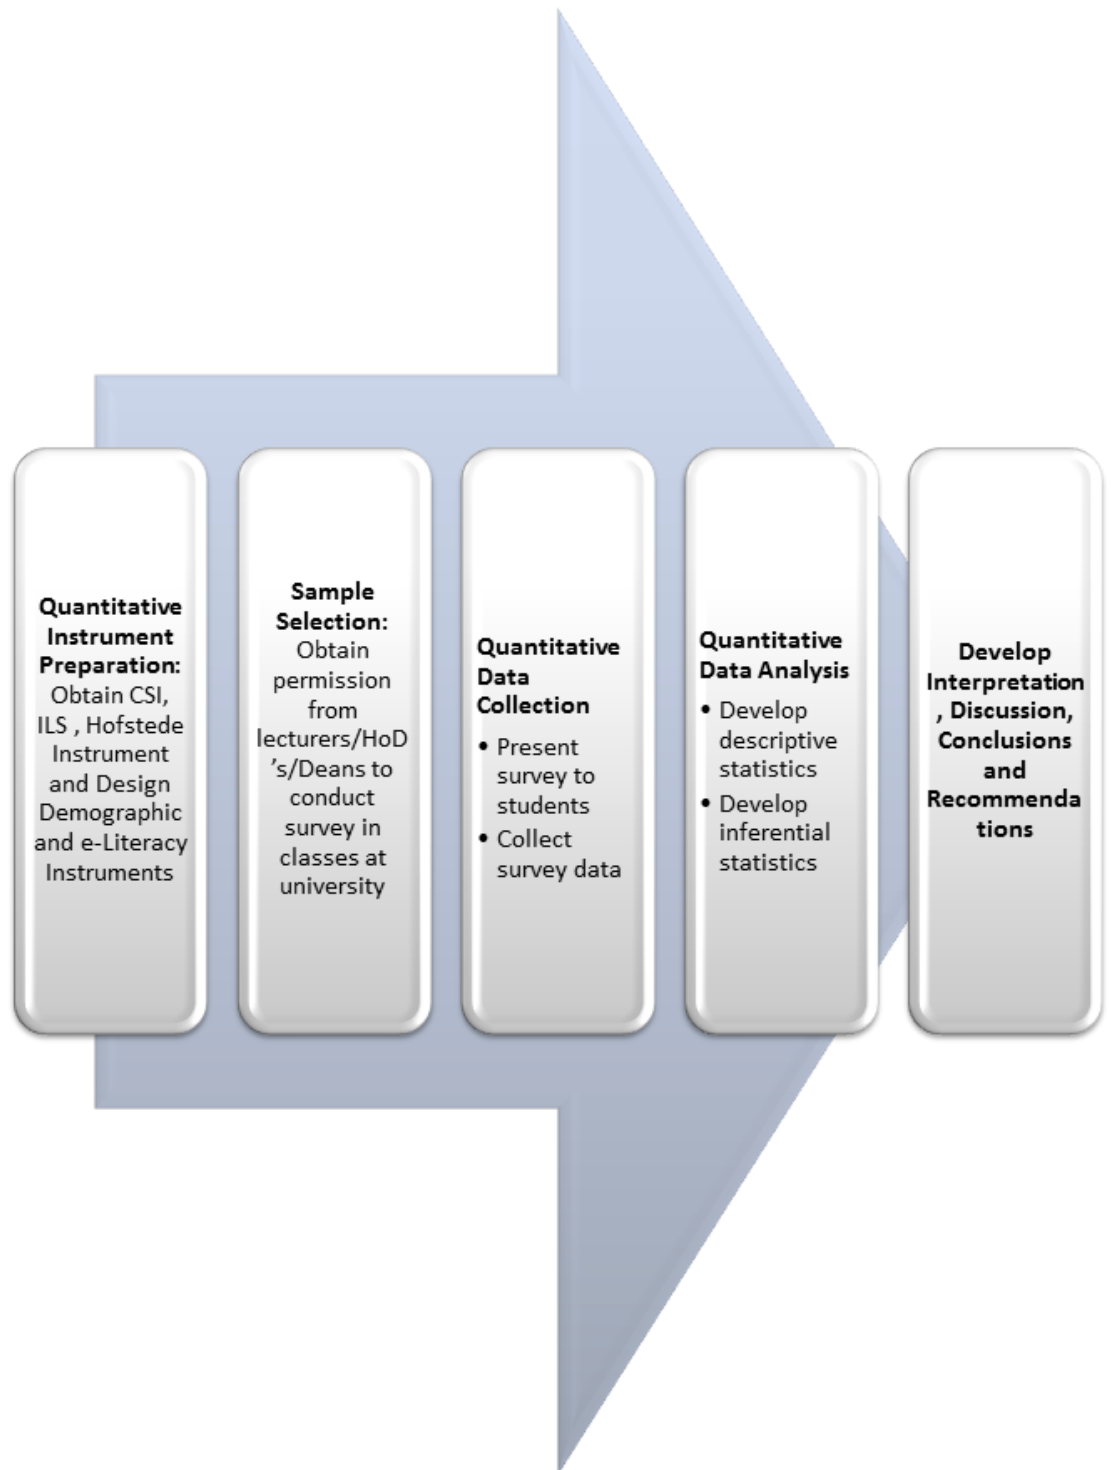 Quantitative
Instrument
Preparation:
Obtain CSI,
ILS , Hofstede
Instrument
and Design
Demographic
and e-Literacy
Instruments
Sample
Selection:
Obtain
permission
from
lecturers/HoD
's/Deans to
conduct
survey in
classes at
university
Quantitative
Data
Collection
• Present
survey to
students
• Collect
survey data
Quantitative
Data Analysis
• Develop
descriptive
statistics
• Develop
inferential
statistics
Develop
Interpretation
, Discussion,
Conclusions
and
Recommenda
tions